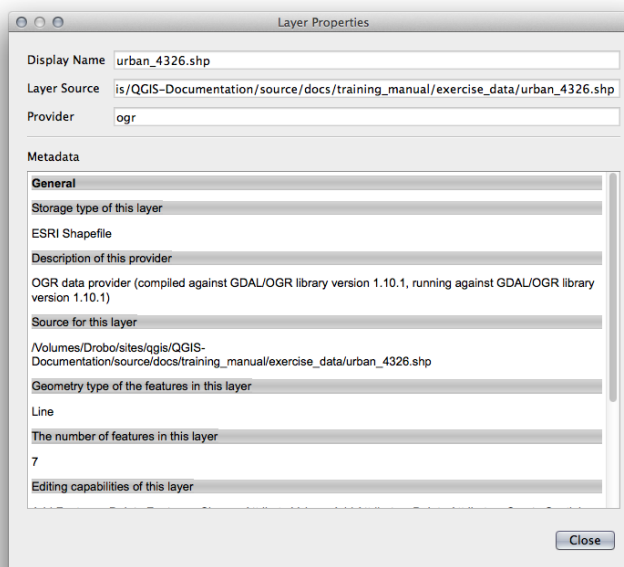 Layer Properties
Display Name urban_4326.shp
Layer Source is/QGIS-Documentation/source/docs/training_manual/exercise_data/urban_4326.shp
Provider ogr
Metadata
General
Storage type of this layer
ESRI Shapefile
Description of this provider
OGR data provider (compiled against GDAL/OGR library version 1.10.1, running against GDAL/OGR library
version 1.10.1)
Source for this layer
/Volumes/Drobo/sites/qgis/QGIS-
Documentation/source/docs/training_manual/exercise_data/urban_4326.shp
Geometry type of the features in this layer
Line
The number of features in this layer
7
Editing capabilities of this layer
Close